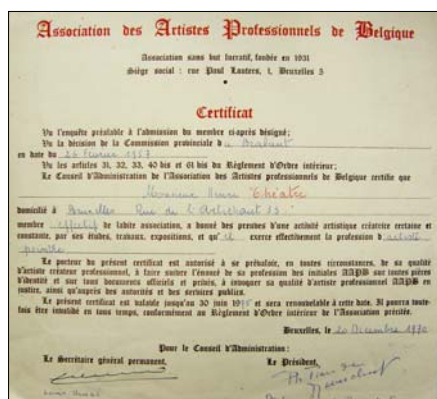 Association des Artistes Professionnels de Belgique
Association sans but lucratif, fondée en 1931
Siège social : rue Paul Lauters, 1, Bruxelles 5
Certificat
Vu l'enquête préalable à l'admission du membre ci-après désigné;
Vu la décision de la Commission provinciale du Brabant
en date du 26 février 1957
Vu les articles 31, 32, 33, 40 bis et 61 bis du Règlement d'Ordre intérieur;
Le Conseil d'Administration de l'Association des Artistes professionnels de Belgique certifie que
Monsieur Théâtre
domicilié à Bruxelles Rue de l'Artichaut 13
membre effectif de ladite association, a donné des preuves d'une activité artistique créatrice certaine et
constante, par ses études, travaux, expositions, et qu'il exerce effectivement la profession d'artiste
peintre
Le porteur du présent certificat est autorisé à se prévaloir, en toutes circonstances, de sa qualité
d'artiste créateur professionnel, à faire suivre l'énoncé de sa profession des initiales AAPB sur toutes pièces
d'identité et sur tous documents officiels et privés, à invoquer sa qualité d'artiste professionnel AAPB en
justice, ainsi qu'auprès des autorités et des services publics.
Le présent certificat est valable jusqu'au 30 juin 1975 et sera renouvelable à cette date. Il pourra toute-
fois être invalidé en tous temps, conformément au Règlement d'Ordre intérieur de l'Association précitée.
Bruxelles, le 20 Décembre 1970
Pour le Conseil d'Administration:
Le Secrétaire général permanent, Le Président,